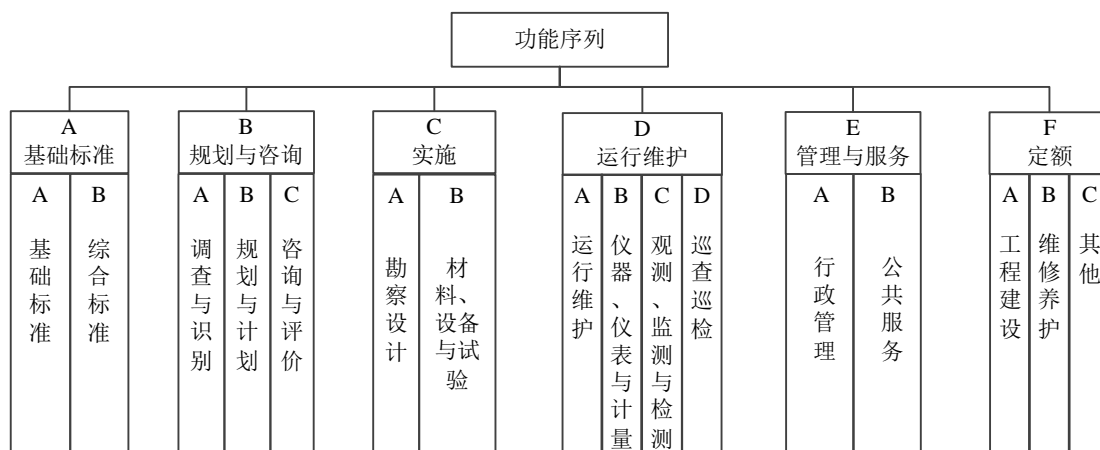 功能序列
A
基础标准
A
基础标准
B
综合标准
B
规划与咨询
A
调查与识别
B
规划与计划
C
咨询与评价
C
实施
A
勘察设计
B
材料、设备与试验
D
运行维护
A
运行维护
B
仪器、仪表与计量
C
观测、监测与检测
D
巡查巡检
E
管理与服务
A
行政管理
B
公共服务
F
定额
A
工程建设
B
维修养护
C
其他